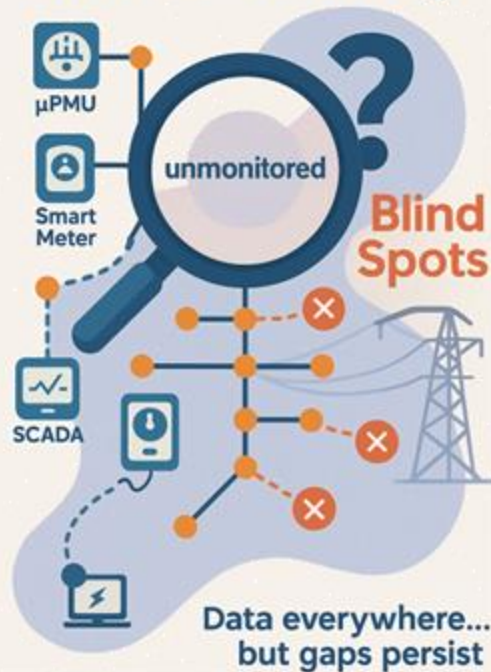 ?
μPMU
unmonitored
Smart
Meter
Blind
Spots
SCADA
Data everywhere...
but gaps persist